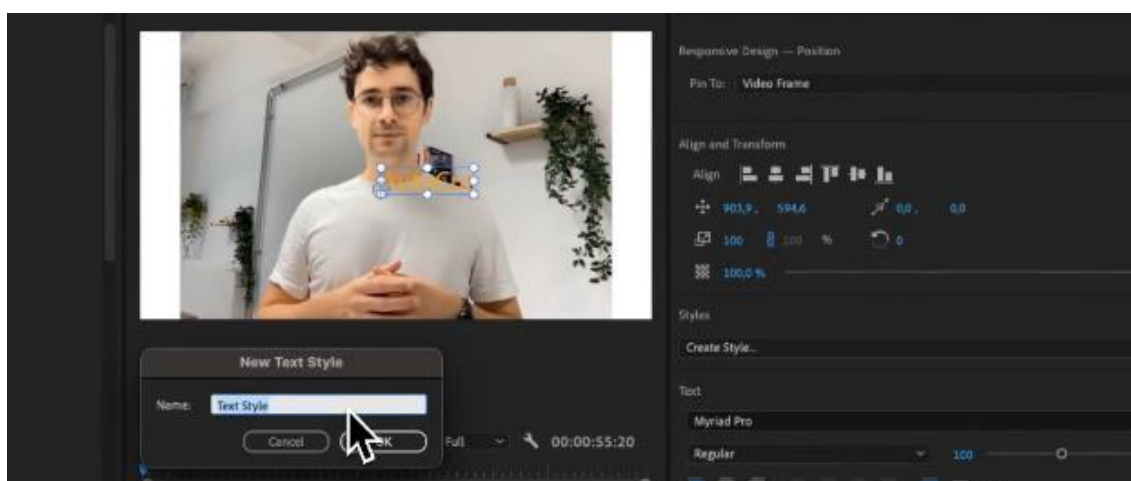 Responsive Design — Position
Pin To: Video Frame
Align and Transform
Align
903,9, 594,6 0,0, 0,0
100 100 % 0
100,0 %
Styles
Create Style...
Text
Myriad Pro
Regular 100
New Text Style
Name: Text Style
Cancel OK
Full 00:00:55:20